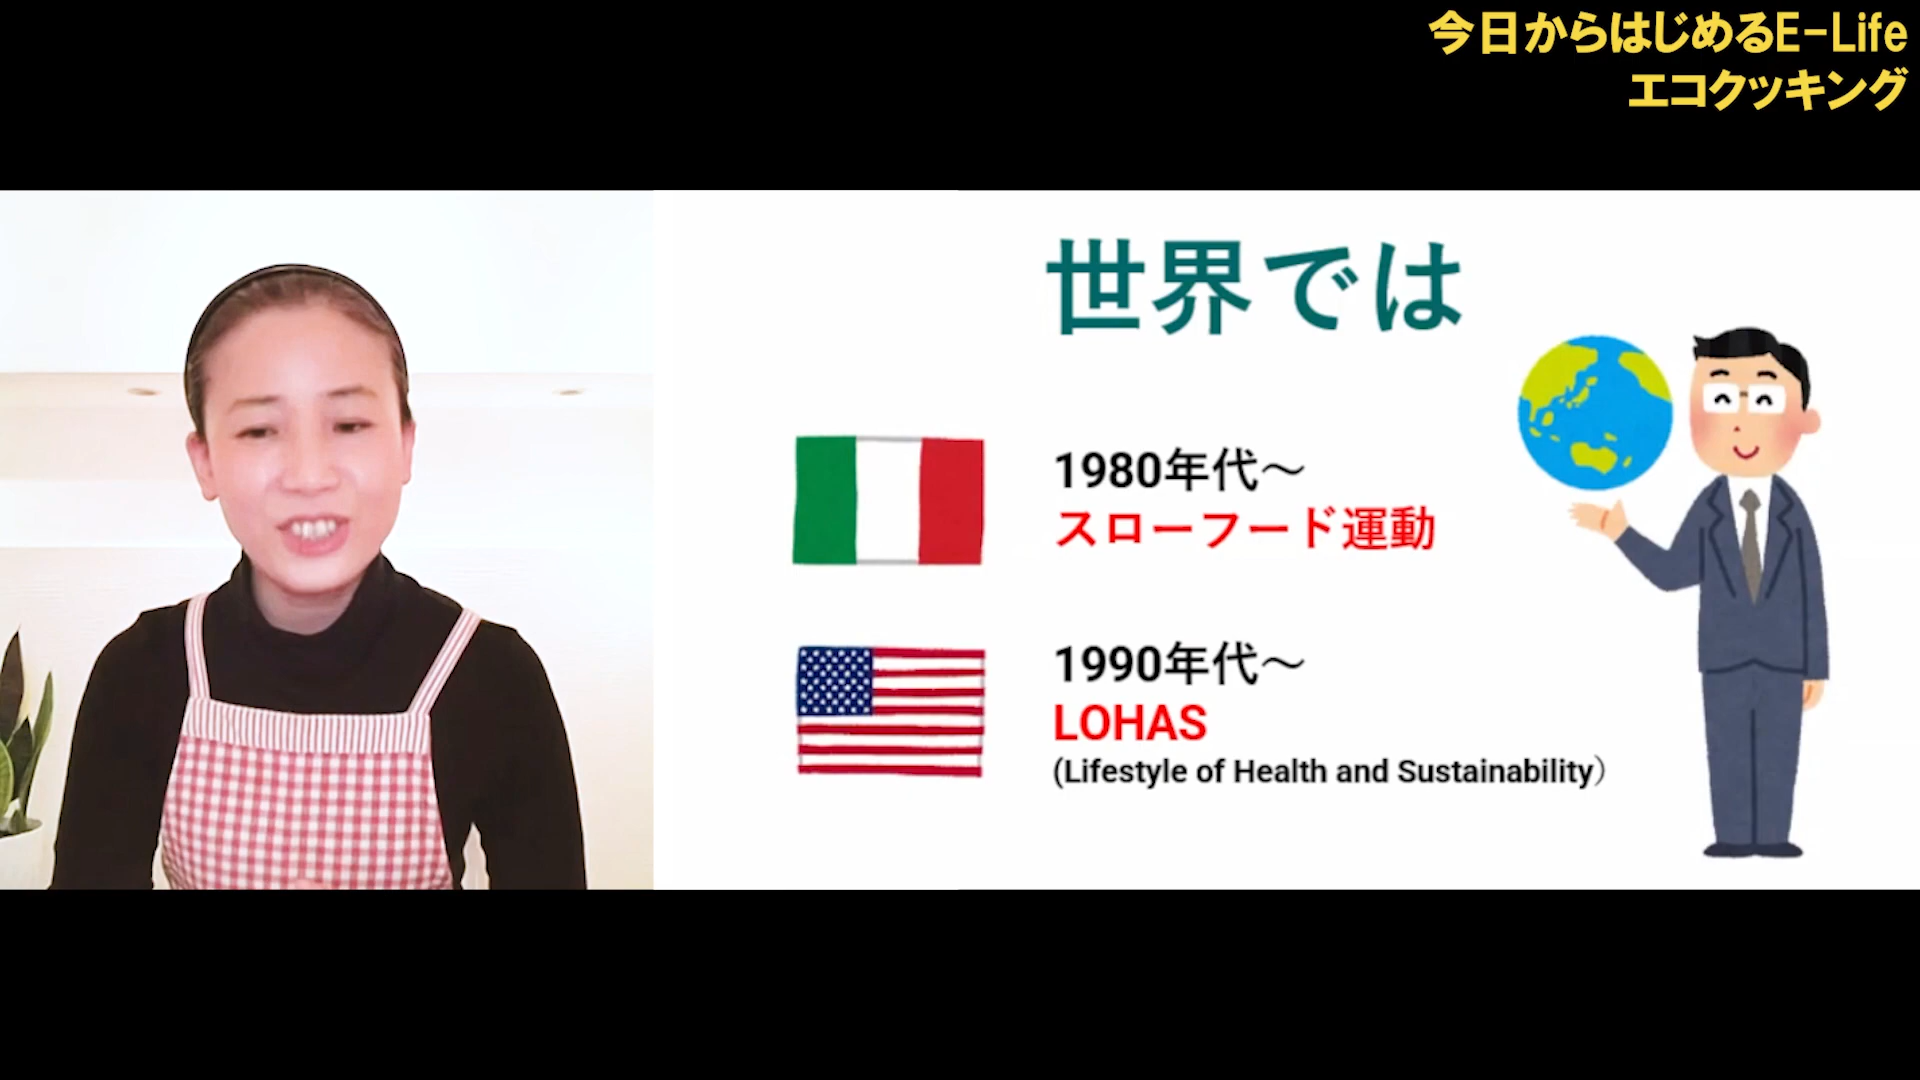 今日からはじめるE-Life
エコクッキング
世界では
1980年代～
スローフード運動
1990年代～
LOHAS
(Lifestyle of Health and Sustainability）